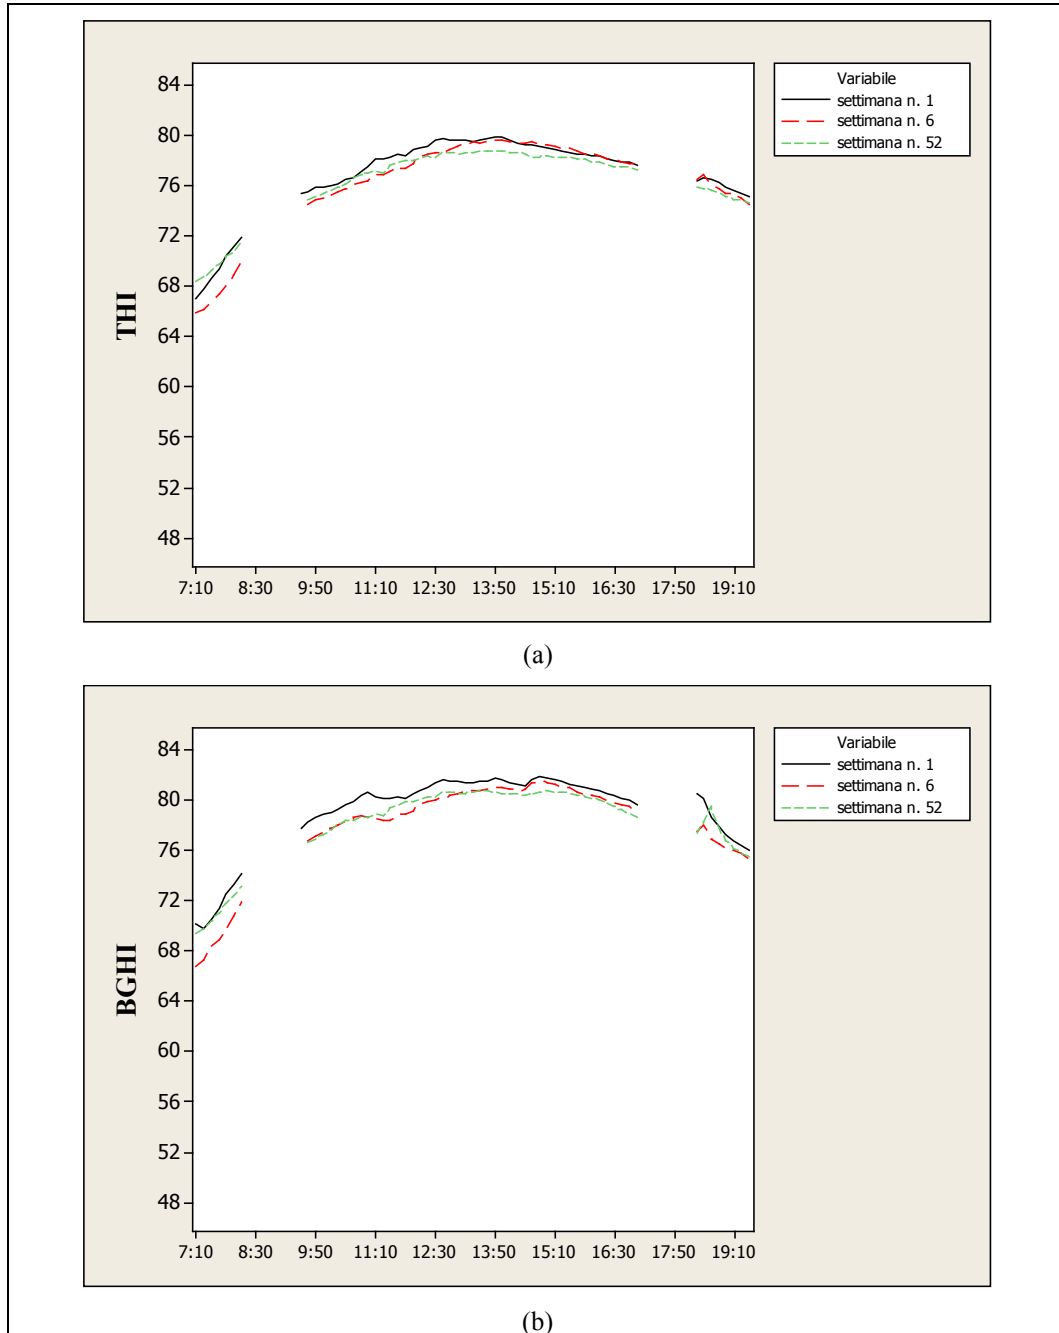 84
80
76
72
68
64
60
56
52
48
THI
7:10 8:30 9:50 11:10 12:30 13:50 15:10 16:30 17:50 19:10
Variabile
settimana n. 1
settimana n. 6
settimana n. 52
(a)
84
80
76
72
68
64
60
56
52
48
BGHI
7:10 8:30 9:50 11:10 12:30 13:50 15:10 16:30 17:50 19:10
Variabile
settimana n. 1
settimana n. 6
settimana n. 52
(b)